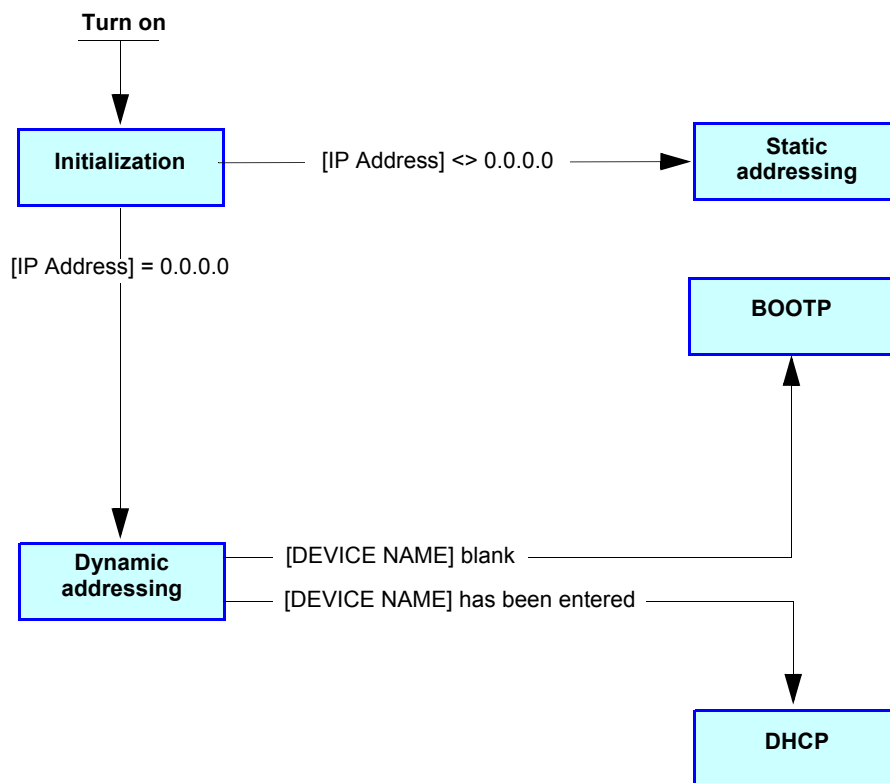 Turn on
Initialization
[IP Address] <> 0.0.0.0
Static
addressing
[IP Address] = 0.0.0.0
BOOTP
Dynamic
addressing
[DEVICE NAME] blank
[DEVICE NAME] has been entered
DHCP